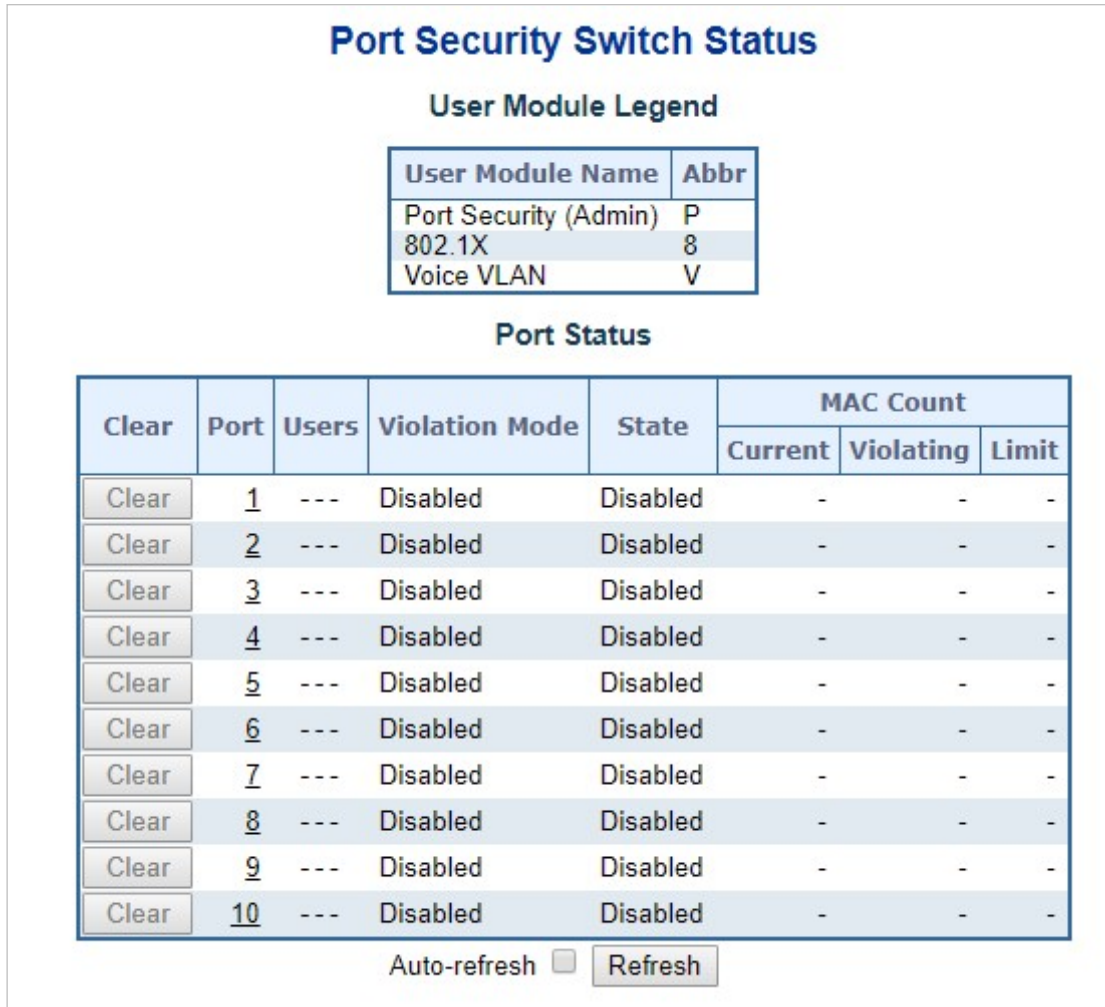 Port Security Switch Status
User Module Legend
User Module Name Abbr
Port Security (Admin) P
802.1X 8
Voice VLAN V
Port Status
Clear Port Users Violation Mode State MAC Count
Current Violating Limit
Clear 1 --- Disabled Disabled - - -
Clear 2 --- Disabled Disabled - - -
Clear 3 --- Disabled Disabled - - -
Clear 4 --- Disabled Disabled - - -
Clear 5 --- Disabled Disabled - - -
Clear 6 --- Disabled Disabled - - -
Clear 7 --- Disabled Disabled - - -
Clear 8 --- Disabled Disabled - - -
Clear 9 --- Disabled Disabled - - -
Clear 10 --- Disabled Disabled - - -
Auto-refresh Refresh